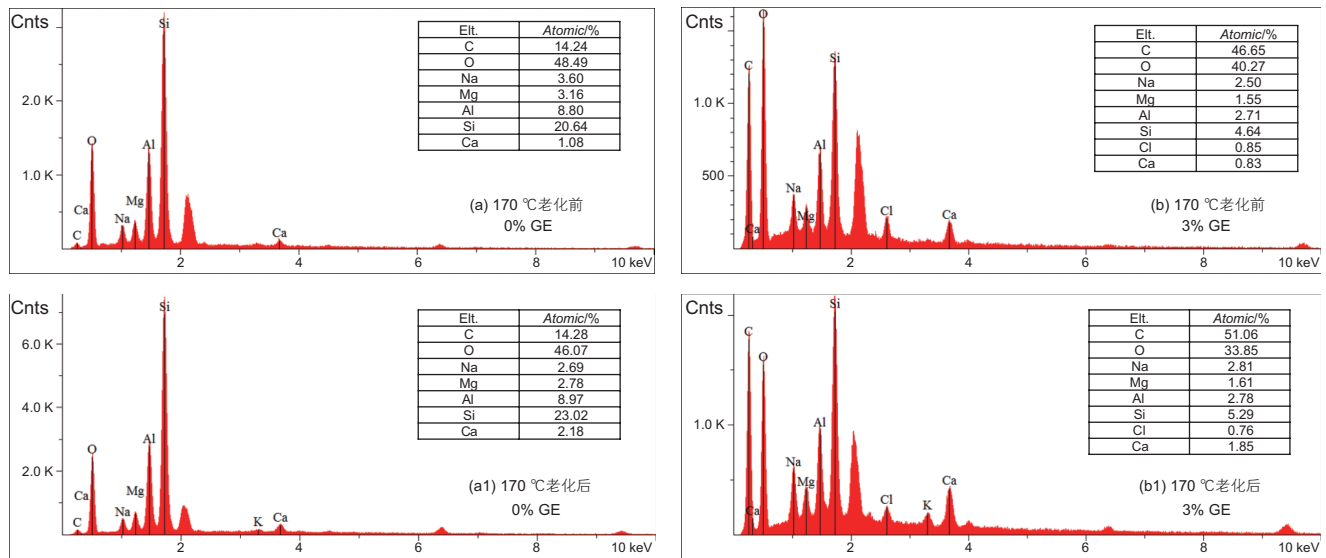 Cnts
Si
2.0 K
O
Al
1.0 K
Ca
C
Na
Mg
Ca
2
4
6
8
10 keV
Elt. Atomic/%
C 14.24
O 48.49
Na 3.60
Mg 3.16
Al 8.80
Si 20.64
Ca 1.08
(a) 170 ℃老化前
0% GE
Cnts
O
C
Si
1.0 K
Al
500
Na
Mg
Ca
Cl
Ca
2
4
6
8
10 keV
Elt. Atomic/%
C 46.65
O 40.27
Na 2.50
Mg 1.55
Al 2.71
Si 4.64
Cl 0.85
Ca 0.83
(b) 170 ℃老化前
3% GE
Cnts
Si
6.0 K
4.0 K
O
Al
2.0 K
Ca
C
Na
Mg
K
Ca
2
4
6
8
10 keV
Elt. Atomic/%
C 14.28
O 46.07
Na 2.69
Mg 2.78
Al 8.97
Si 23.02
Ca 2.18
(a1) 170 ℃老化后
0% GE
Cnts
C
O
Si
1.0 K
Al
Na
Mg
Ca
Cl
K
Ca
2
4
6
8
10 keV
Elt. Atomic/%
C 51.06
O 33.85
Na 2.81
Mg 1.61
Al 2.78
Si 5.29
Cl 0.76
Ca 1.85
(b1) 170 ℃老化后
3% GE